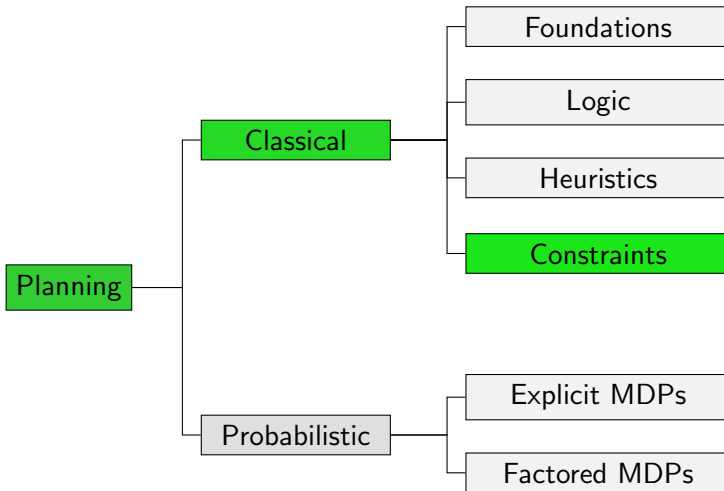 Foundations
Logic
Classical
Heuristics
Constraints
Planning
Explicit MDPs
Probabilistic
Factored MDPs